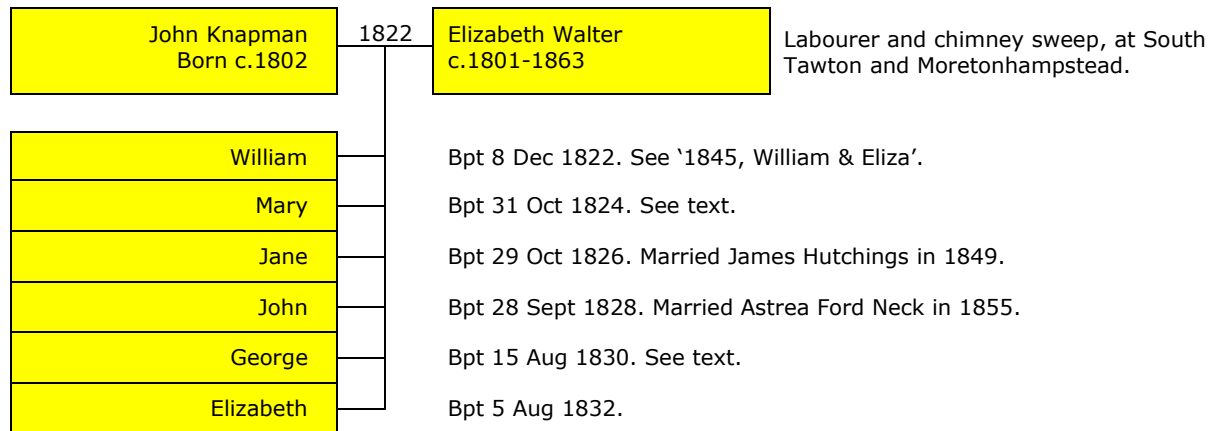 John Knapman
Born c.1802
1822
Elizabeth Walter
c.1801-1863
Labourer and chimney sweep, at South
Tawton and Moretonhampstead.
William
Bpt 8 Dec 1822. See ‘1845, William & Eliza’.
Mary
Bpt 31 Oct 1824. See text.
Jane
Bpt 29 Oct 1826. Married James Hutchings in 1849.
John
Bpt 28 Sept 1828. Married Astrea Ford Neck in 1855.
George
Bpt 15 Aug 1830. See text.
Elizabeth
Bpt 5 Aug 1832.